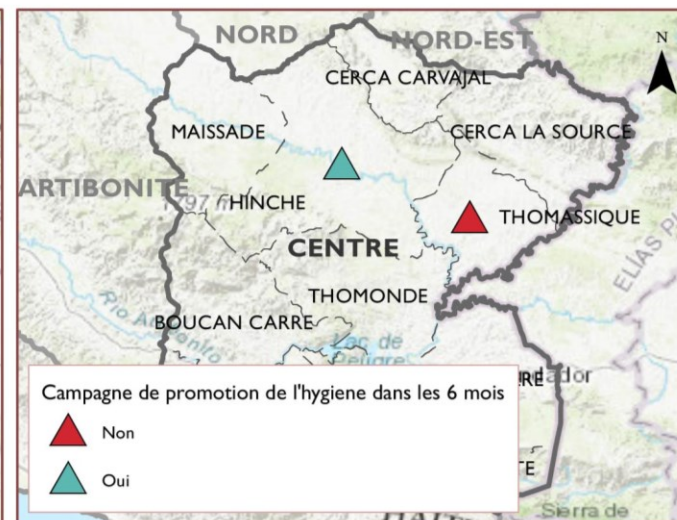 NORD
NORD-EST
N
CERCA CARVAJAL
MAISSADE
CERCA LA SOURCE
ARTIBONITE
HINCHE
THOMASSIQUE
CENTRE
THOMONDE
BOUCAN CARRE
Lac de
Campagne de promotion de l'hygiene dans les 6 mois
Non
Oui
Sierra de